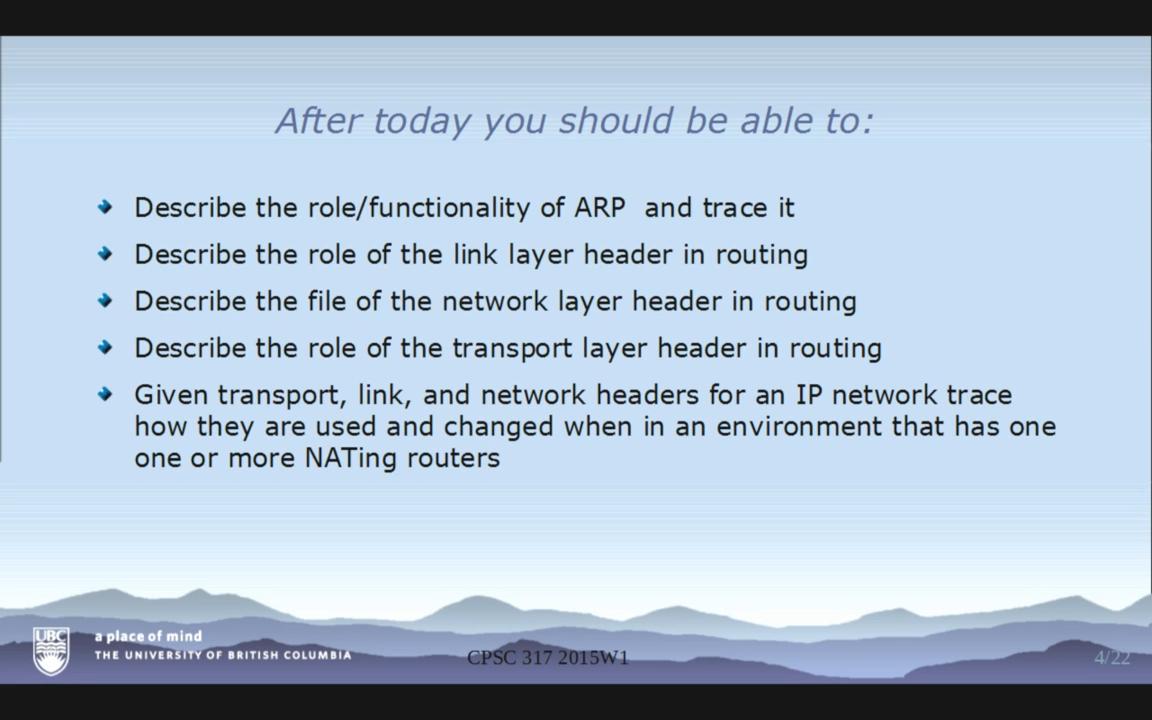 After today you should be able to:
Describe the role/functionality of ARP and trace it
Describe the role of the link layer header in routing
Describe the file of the network layer header in routing
Describe the role of the transport layer header in routing
Given transport, link, and network headers for an IP network trace
how they are used and changed when in an environment that has one
one or more NATing routers
UBC
a place of mind
THE UNIVERSITY OF BRITISH COLUMBIA
CPSC 317 2015W1
4/22